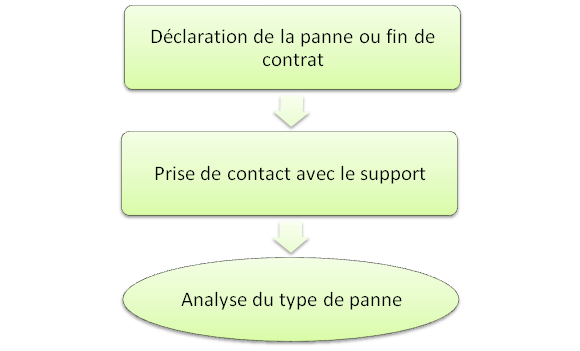 Déclaration de la panne ou fin de
contrat
Prise de contact avec le support
Analyse du type de panne